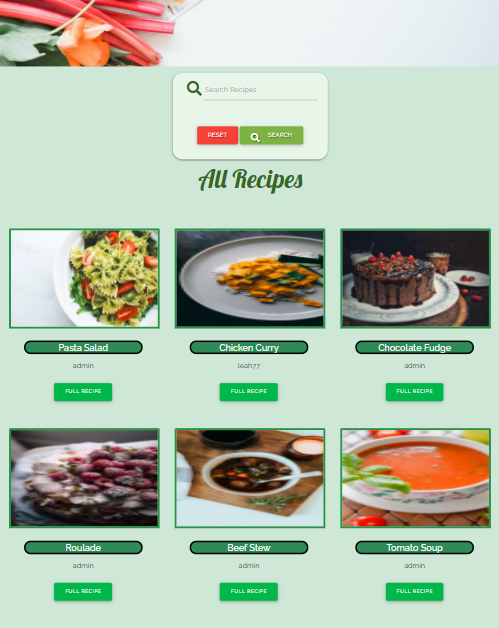 Search Recipes
RESET
SEARCH
All Recipes
Pasta Salad
Chicken Curry
Chocolate Fudge
admin
leah77
admin
FULL RECIPE
FULL RECIPE
FULL RECIPE
Roulade
Beef Stew
Tomato Soup
admin
admin
admin
FULL RECIPE
FULL RECIPE
FULL RECIPE